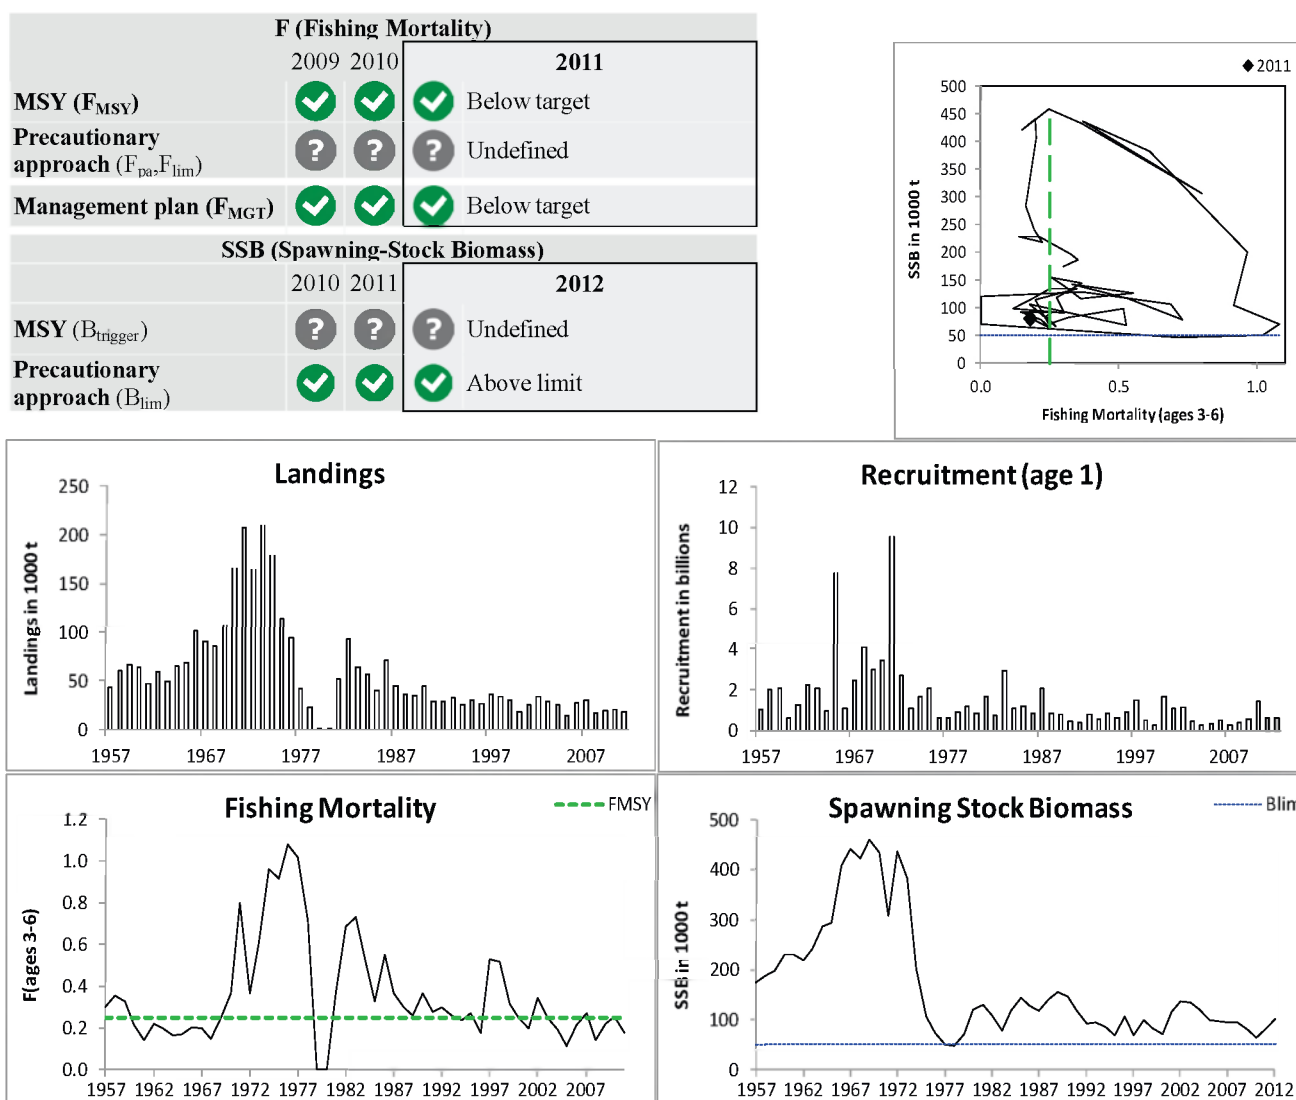 F (Fishing Mortality)
2009 2010 2011
MSY (FMSY) Below target
Precautionary
approach (Fpa,Flim) Undefined
Management plan (FMGT) Below target
SSB (Spawning-Stock Biomass)
2010 2011 2012
MSY (Btrigger) Undefined
Precautionary
approach (Blim) Above limit
2011
SSB in 1000 t
500
450
400
350
300
250
200
150
100
50
0
0.0 0.5 1.0
Fishing Mortality (ages 3-6)
Landings
Landings in 1000 t
250
200
150
100
50
0
1957 1967 1977 1987 1997 2007
Recruitment (age 1)
Recruitment in billions
12
10
8
6
4
2
0
1957 1967 1977 1987 1997 2007
Fishing Mortality
FMSY
F(ages 3-6)
1.2
1.0
0.8
0.6
0.4
0.2
0.0
1957 1962 1967 1972 1977 1982 1987 1992 1997 2002 2007
Spawning Stock Biomass
Blim
SSB in 1000 t
500
400
300
200
100
0
1957 1962 1967 1972 1977 1982 1987 1992 1997 2002 2007 2012